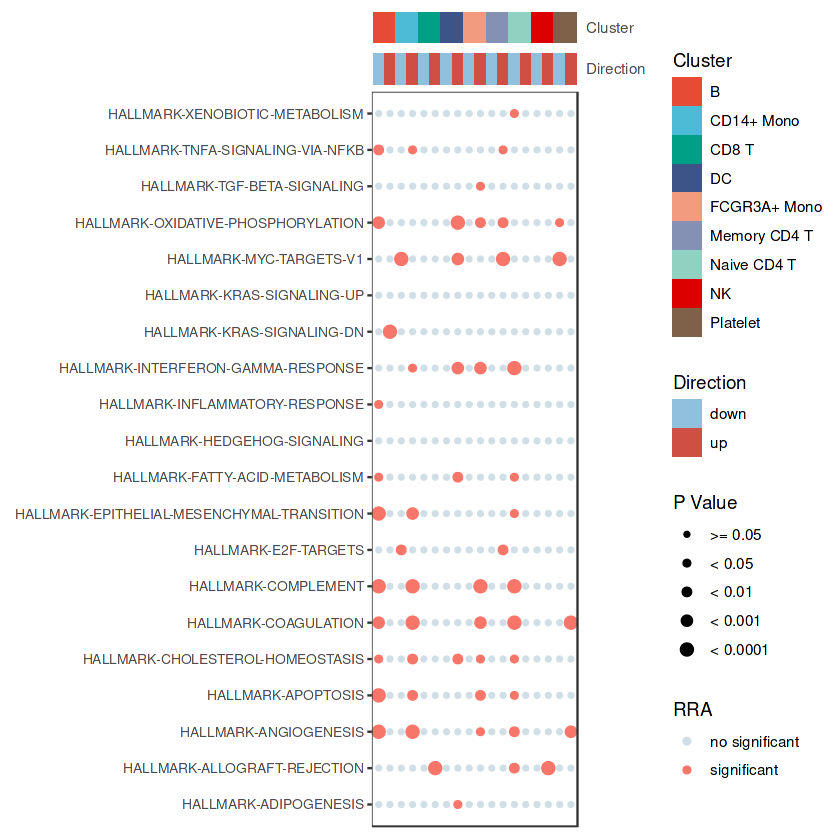 Cluster
Direction
HALLMARK-XENOBIOTIC-METABOLISM
HALLMARK-TNFA-SIGNALING-VIA-NFKB
HALLMARK-TGF-BETA-SIGNALING
HALLMARK-OXIDATIVE-PHOSPHORYLATION
HALLMARK-MYC-TARGETS-V1
HALLMARK-KRAS-SIGNALING-UP
HALLMARK-KRAS-SIGNALING-DN
HALLMARK-INTERFERON-GAMMA-RESPONSE
HALLMARK-INFLAMMATORY-RESPONSE
HALLMARK-HEDGEHOG-SIGNALING
HALLMARK-FATTY-ACID-METABOLISM
HALLMARK-EPITHELIAL-MESENCHYMAL-TRANSITION
HALLMARK-E2F-TARGETS
HALLMARK-COMPLEMENT
HALLMARK-COAGULATION
HALLMARK-CHOLESTEROL-HOMEOSTASIS
HALLMARK-APOPTOSIS
HALLMARK-ANGIOGENESIS
HALLMARK-ALLOGRAFT-REJECTION
HALLMARK-ADIPOGENESIS
Cluster
B
CD14+ Mono
CD8 T
DC
FCGR3A+ Mono
Memory CD4 T
Naive CD4 T
NK
Platelet
Direction
down
up
P Value
>= 0.05
< 0.05
< 0.01
< 0.001
< 0.0001
RRA
no significant
significant